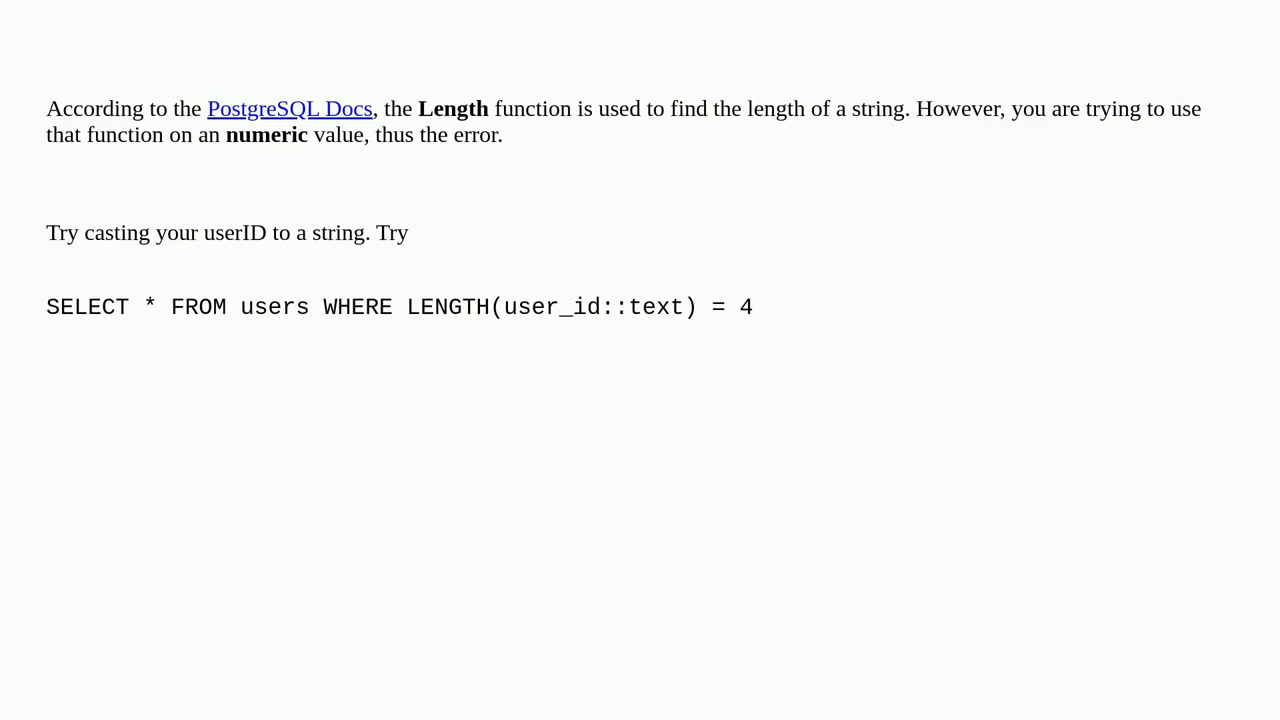 According to the PostgreSQL Docs, the Length function is used to find the length of a string. However, you are trying to use
that function on an numeric value, thus the error.
Try casting your userID to a string. Try
SELECT * FROM users WHERE LENGTH(user_id::text) = 4